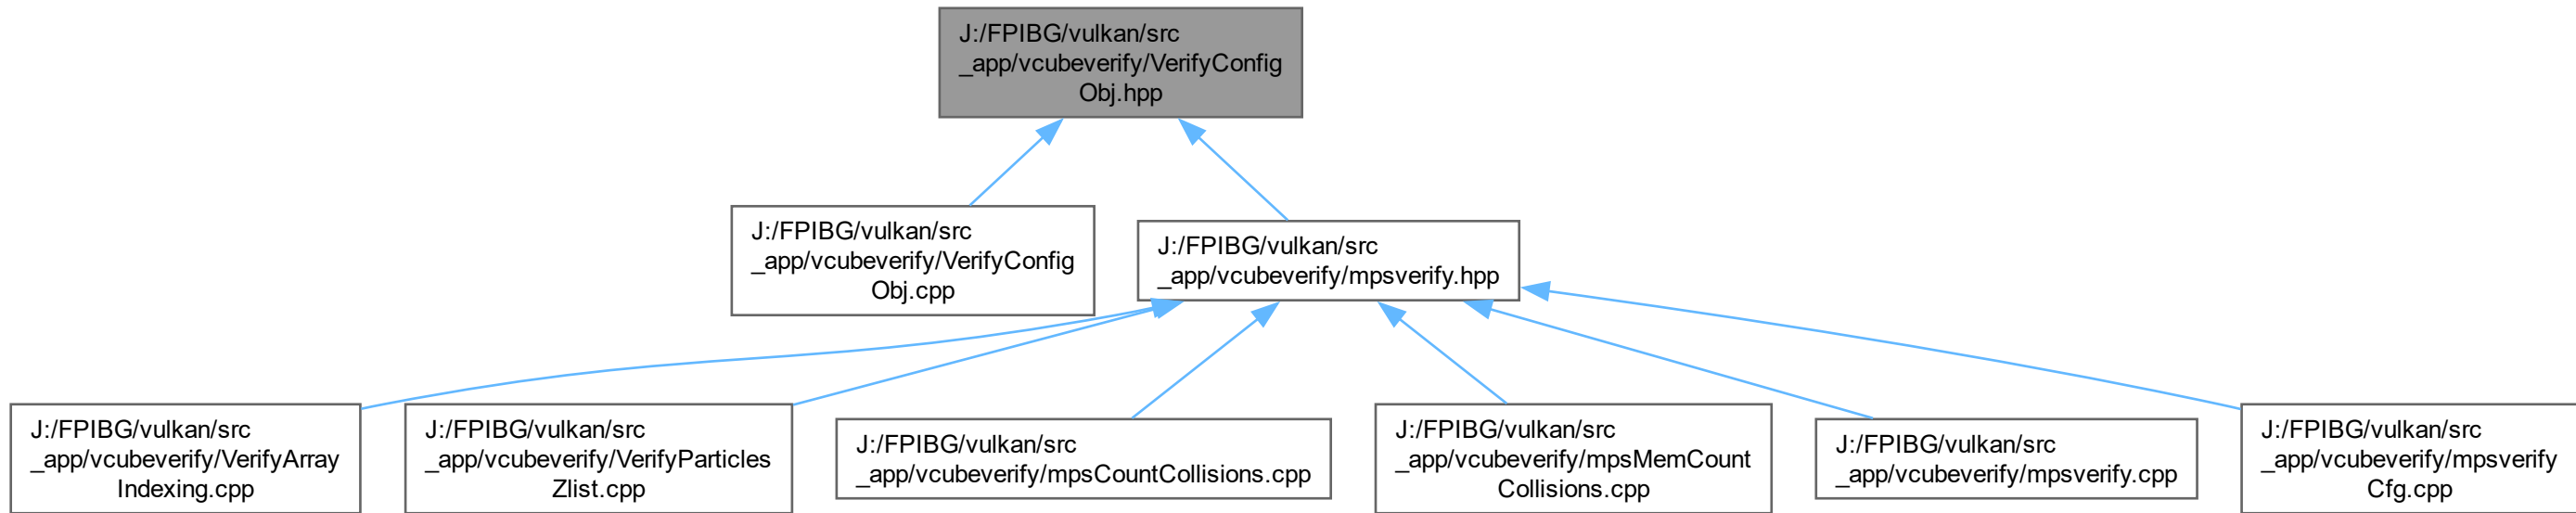 J:/FPIBG/vulkan/src
_app/vcubeverify/VerifyConfig
Obj.hpp
J:/FPIBG/vulkan/src
_app/vcubeverify/VerifyConfig
Obj.cpp
J:/FPIBG/vulkan/src
_app/vcubeverify/mpsverify.hpp
J:/FPIBG/vulkan/src
_app/vcubeverify/VerifyArray
Indexing.cpp
J:/FPIBG/vulkan/src
_app/vcubeverify/VerifyParticles
Zlist.cpp
J:/FPIBG/vulkan/src
_app/vcubeverify/mpsCountCollisions.cpp
J:/FPIBG/vulkan/src
_app/vcubeverify/mpsMemCount
Collisions.cpp
J:/FPIBG/vulkan/src
_app/vcubeverify/mpsverify.cpp
J:/FPIBG/vulkan/src
_app/vcubeverify/mpsverify
Cfg.cpp